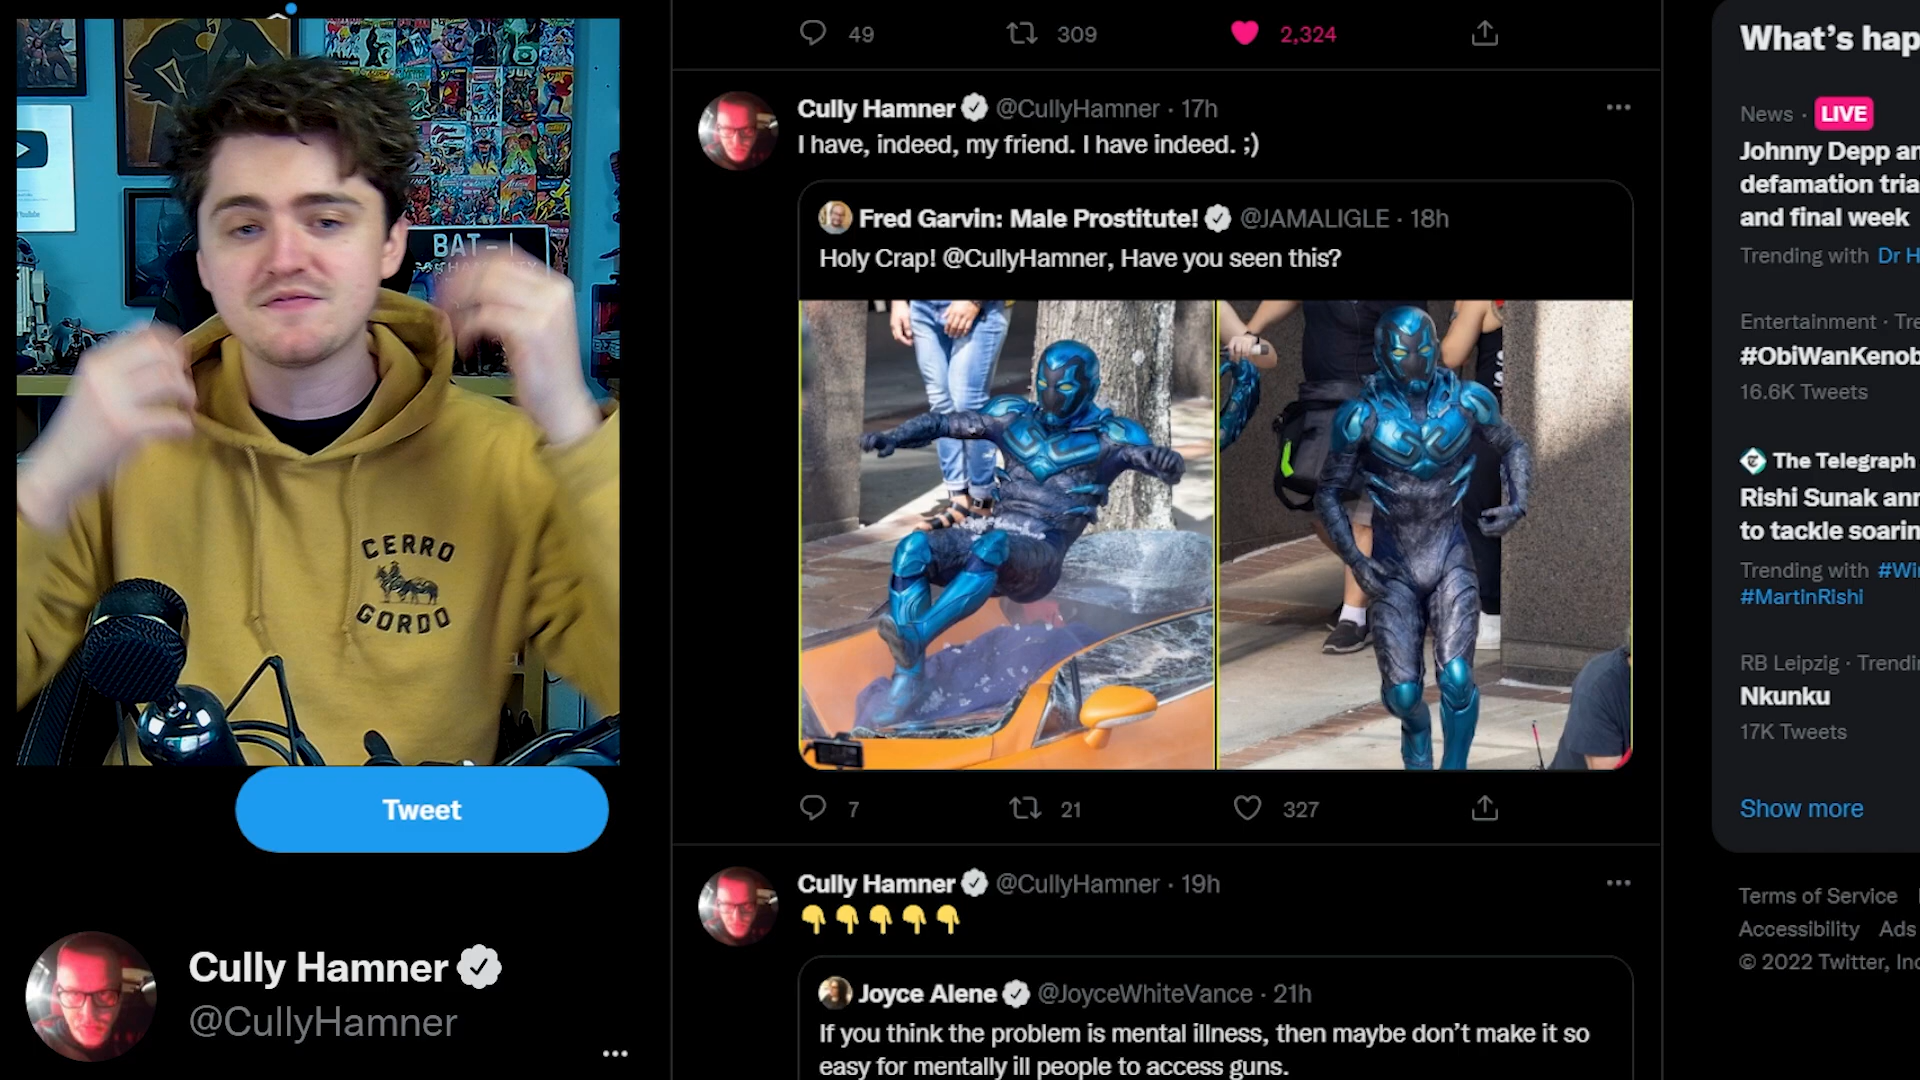 BAT-1
CERRO
GORDO
Tweet
Cully Hamner
@CullyHamner
49
309
2,324
Cully Hamner @CullyHamner · 17h
I have, indeed, my friend. I have indeed. ;)
Fred Garvin: Male Prostitute! @JAMALIGLE · 18h
Holy Crap! @CullyHamner, Have you seen this?
7
21
327
Cully Hamner @CullyHamner · 19h
👇👇👇👇👇
Joyce Alene @JoyceWhiteVance · 21h
If you think the problem is mental illness, then maybe don't make it so
easy for mentally ill people to access guns.
What's hap
News · LIVE
Johnny Depp an
defamation tria
and final week
Trending with Dr H
Entertainment · Tre
#ObiWanKenob
16.6K Tweets
The Telegraph
Rishi Sunak ann
to tackle soarin
Trending with #Wi
#MartinRishi
RB Leipzig · Trendin
Nkunku
17K Tweets
Show more
Terms of Service
Accessibility Ads
© 2022 Twitter, Inc